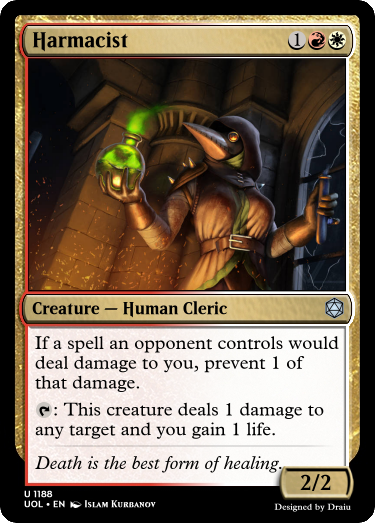 Harmacist 1
Creature — Human Cleric
If a spell an opponent controls would
deal damage to you, prevent 1 of
that damage.
: This creature deals 1 damage to
any target and you gain 1 life.
Death is the best form of healing.
2/2
U 1188
UOL • EN Islam Kurbanov
Designed by Draiu